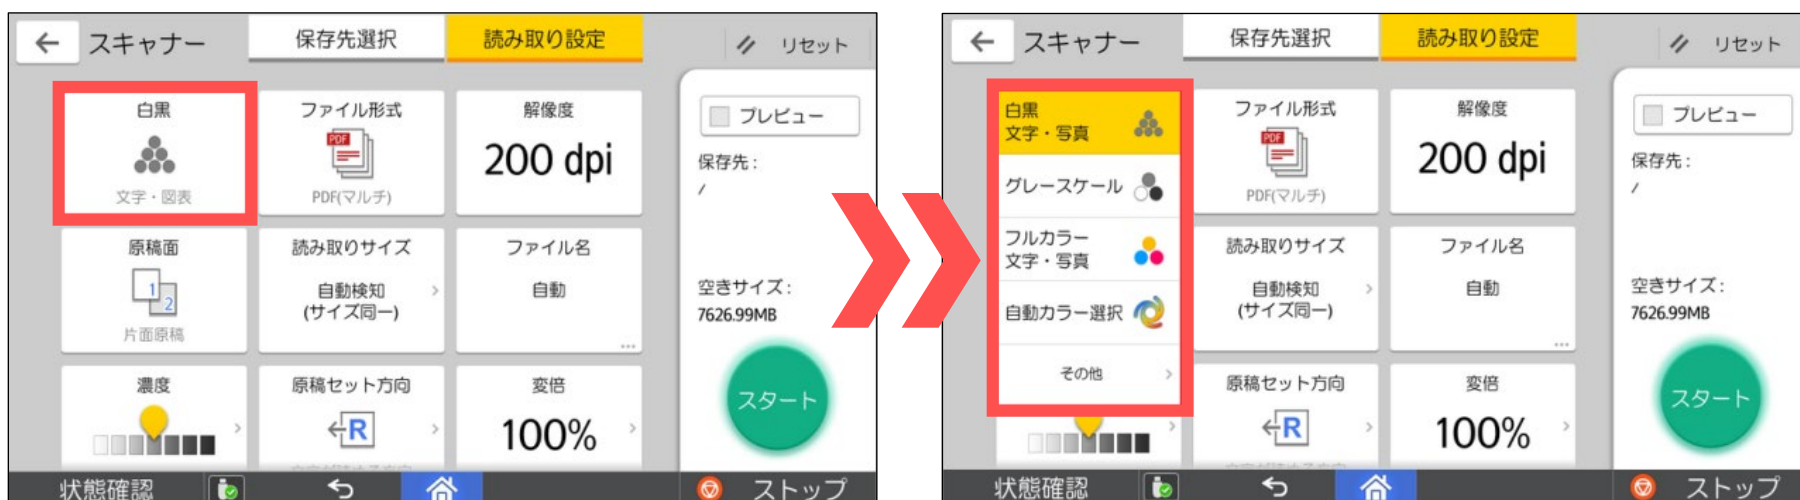 スキャナー
保存先選択
読み取り設定
リセット
白黒
文字・図表
ファイル形式
PDF
PDF(マルチ)
解像度
200 dpi
プレビュー
保存先 :
/
原稿面
1
2
片面原稿
読み取りサイズ
自動検知
(サイズ同一)
ファイル名
自動
空きサイズ :
7626.99MB
濃度
原稿セット方向
R
変倍
100%
スタート
状態確認
ストップ
スキャナー
保存先選択
読み取り設定
リセット
白黒
文字・写真
グレースケール
フルカラー
文字・写真
自動カラー選択
その他
ファイル形式
PDF
PDF(マルチ)
解像度
200 dpi
プレビュー
保存先 :
/
読み取りサイズ
自動検知
(サイズ同一)
ファイル名
自動
空きサイズ :
7626.99MB
原稿セット方向
R
変倍
100%
スタート
状態確認
ストップ